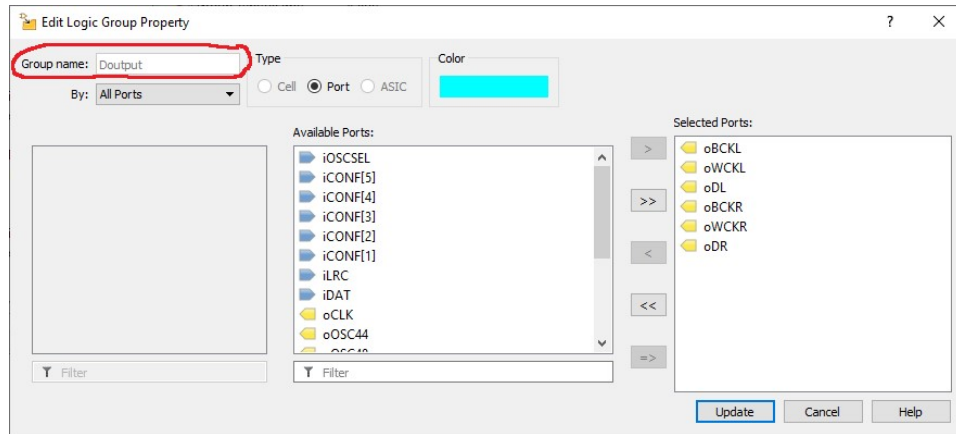 Edit Logic Group Property
? X
Group name: Doutput
Type
Cell Port ASIC
Color
By: All Ports
Available Ports:
iOSCSEL
iCONF[5]
iCONF[4]
iCONF[3]
iCONF[2]
iCONF[1]
iLRC
iDAT
oCLK
oOSC44
Filter
Filter
>
>>
<
<<
=>
Selected Ports:
oBCKL
oWCKL
oDL
oBCKR
oWCKR
oDR
Update Cancel Help